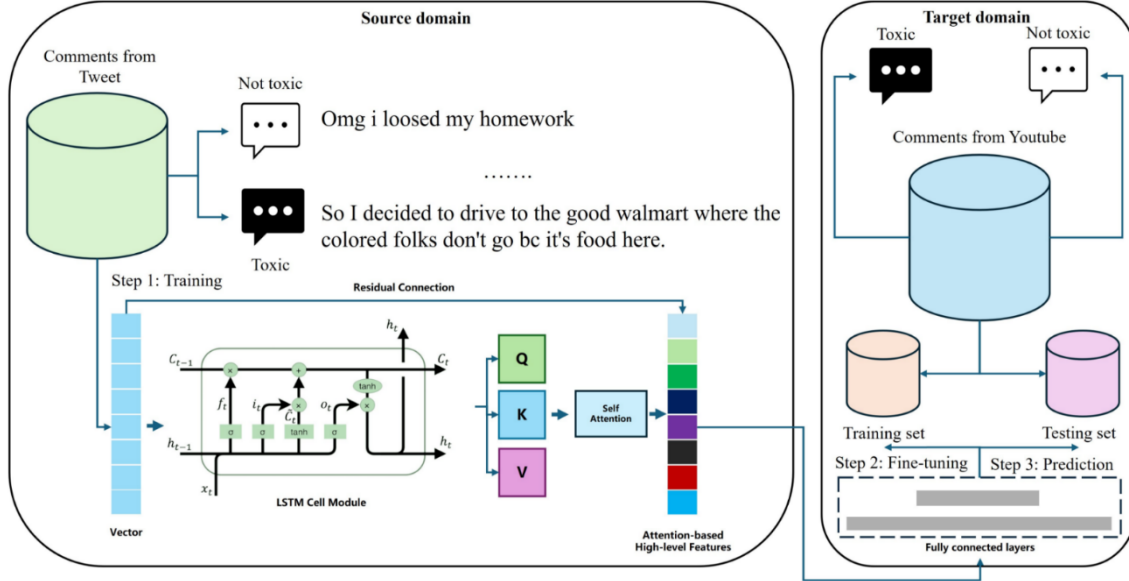 Source domain
Comments from
Tweet
Not toxic
Omg i loosed my homework
.......
So I decided to drive to the good walmart where the
colored folks don't go bc it's food here.
Toxic
Step 1: Training
Residual Connection
h_t
C_{t-1}
C_t
×
+
tanh
f_t
i_t
C̃_t
×
o_t
×
σ
σ
tanh
σ
h_{t-1}
h_t
x_t
LSTM Cell Module
Vector
Q
K
V
Self
Attention
Attention-based
High-level Features
Target domain
Toxic
Not toxic
Comments from Youtube
Training set
Testing set
Step 2: Fine-tuning
Step 3: Prediction
Fully connected layers